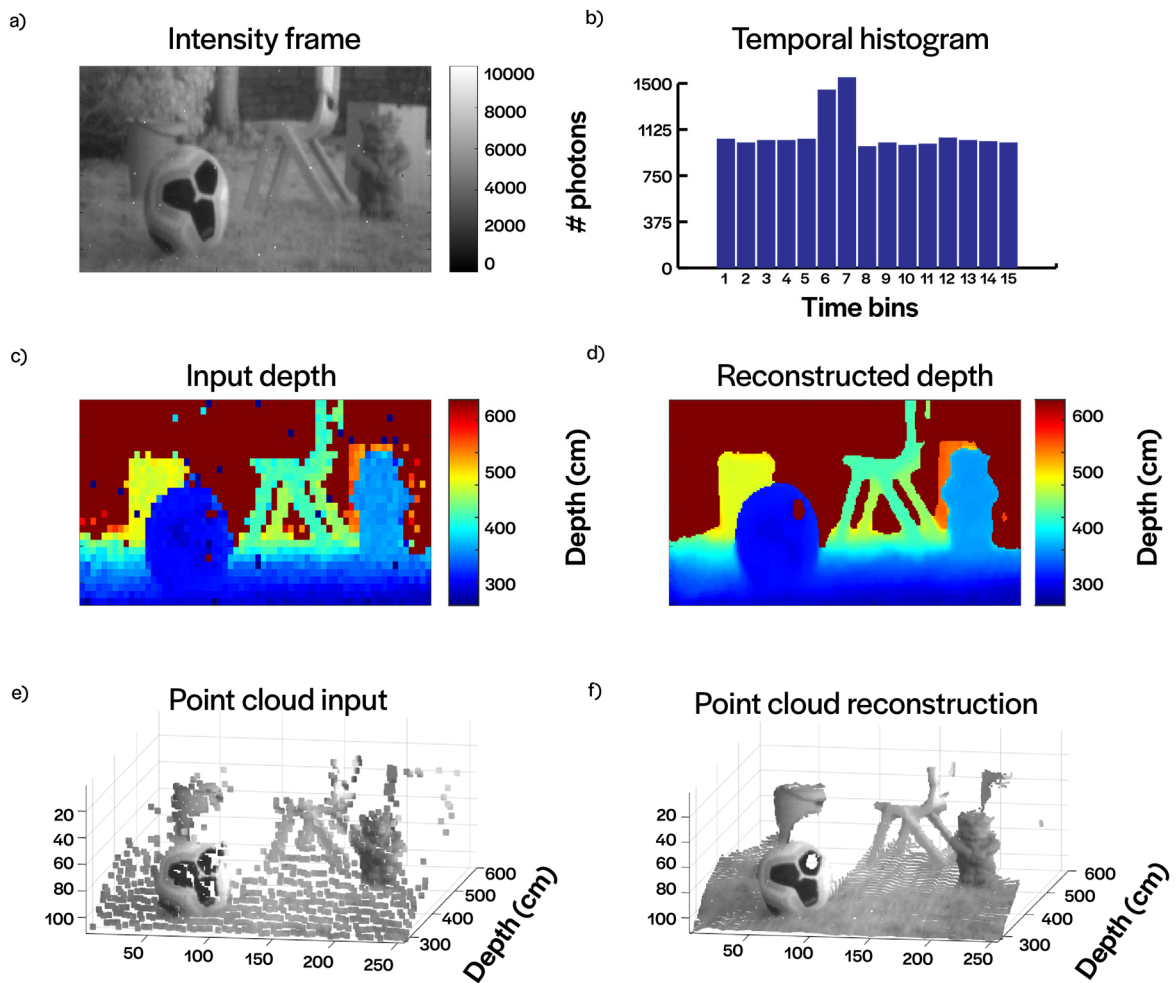 a)
Intensity frame
10000
8000
6000
4000
2000
0
b)
Temporal histogram
# photons
1500
1125
750
375
0
1 2 3 4 5 6 7 8 9 10 11 12 13 14 15
Time bins
c)
Input depth
600
500
400
300
Depth (cm)
d)
Reconstructed depth
600
500
400
300
Depth (cm)
e)
Point cloud input
20
40
60
80
100
50 100 150 200 250
300
400
500
600
Depth (cm)
f)
Point cloud reconstruction
20
40
60
80
100
50 100 150 200 250
300
400
500
600
Depth (cm)